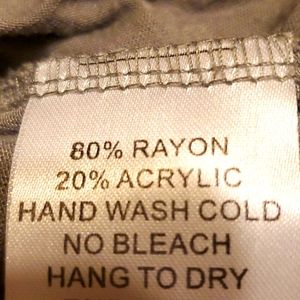 80% RAYON
20% ACRYLIC
HAND WASH COLD
NO BLEACH
HANG TO DRY